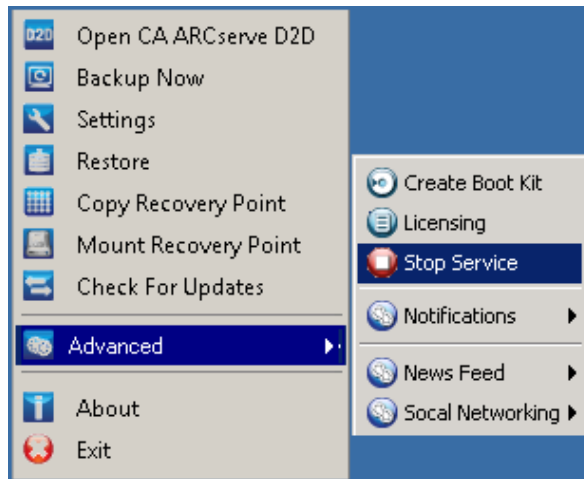 D2D Open CA ARCserve D2D
Backup Now
Settings
Restore
Copy Recovery Point
Mount Recovery Point
Check For Updates
Advanced
About
Exit
Create Boot Kit
Licensing
Stop Service
Notifications
News Feed
Socal Networking